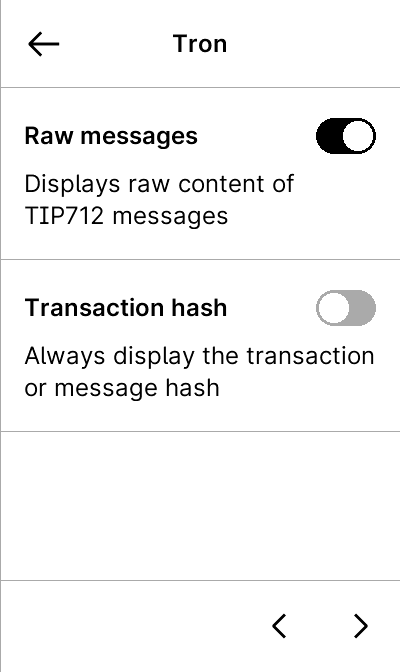 Tron
Raw messages
Displays raw content of
TIP712 messages
Transaction hash
Always display the transaction
or message hash